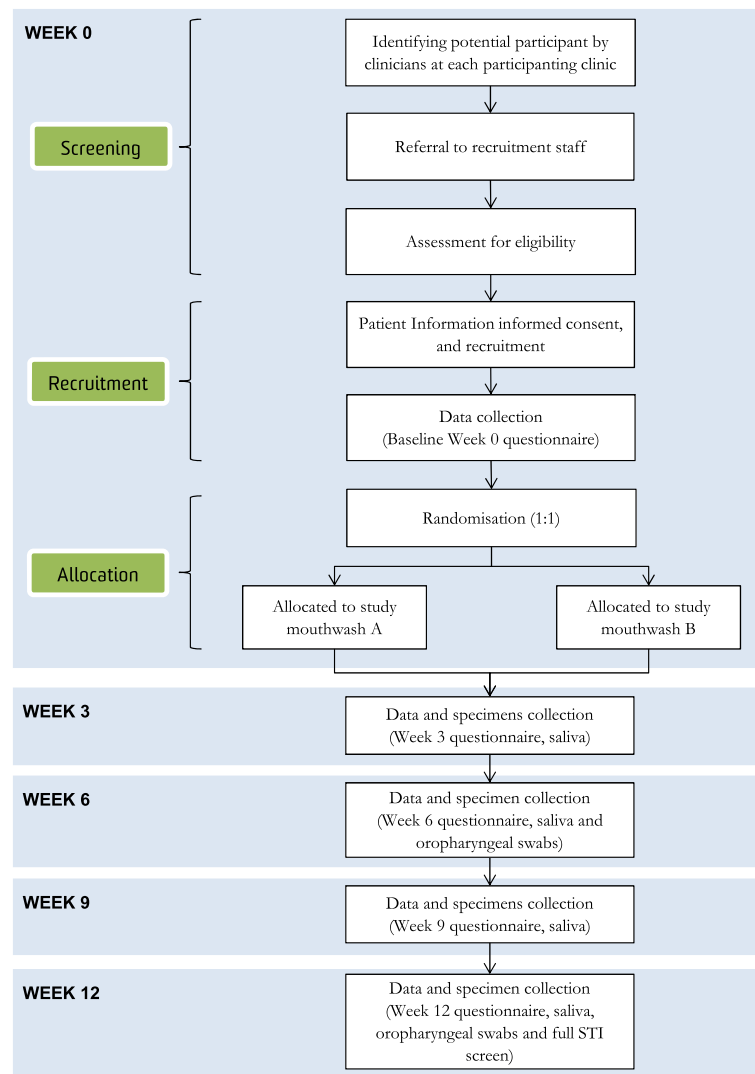 WEEK 0
Identifying potential participant by
clinicians at each participanting clinic
Screening
Referral to recruitment staff
Assessment for eligibility
Patient Information informed consent,
and recruitment
Recruitment
Data collection
(Baseline Week 0 questionnaire)
Randomisation (1:1)
Allocation
Allocated to study
mouthwash A
Allocated to study
mouthwash B
WEEK 3
Data and specimens collection
(Week 3 questionnaire, saliva)
WEEK 6
Data and specimen collection
(Week 6 questionnaire, saliva and
oropharyngeal swabs)
WEEK 9
Data and specimens collection
(Week 9 questionnaire, saliva)
WEEK 12
Data and specimen collection
(Week 12 questionnaire, saliva,
oropharyngeal swabs and full STI
screen)